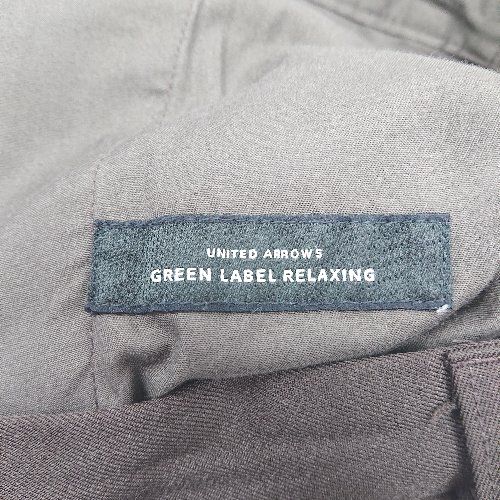 UNITED ARROWS
GREEN LABEL RELAXING